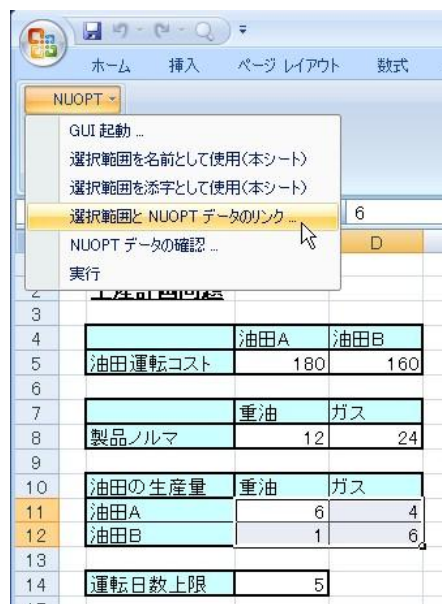 ホーム 挿入 ページ レイアウト 数式
NUOPT
GUI 起動 ...
選択範囲を名前として使用(本シート)
選択範囲を添字として使用(本シート)
選択範囲と NUOPT データのリンク ...
6
NUOPT データの確認 ...
D
実行
2 生産計画問題
3
4 油田A 油田B
5 油田運転コスト 180 160
6
7 重油 ガス
8 製品ノルマ 12 24
9
10 油田の生産量 重油 ガス
11 油田A 6 4
12 油田B 1 6
13
14 運転日数上限 5